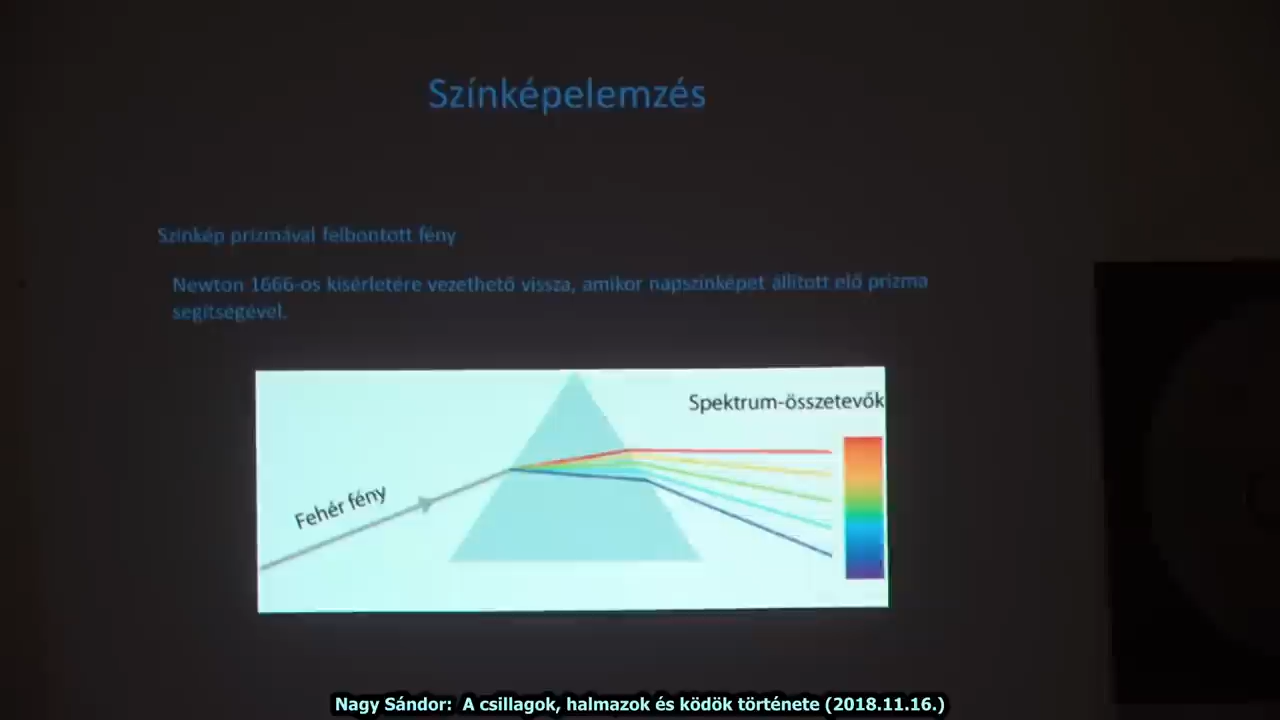 Színképelemzés
Színkép prizmával felbontott fény
Newton 1666-os kísérletére vezethető vissza, amikor napszínképet állított elő prizma
segítségével.
Spektrum-összetevők
Fehér fény
Nagy Sándor: A csillagok, halmazok és ködök története (2018.11.16.)